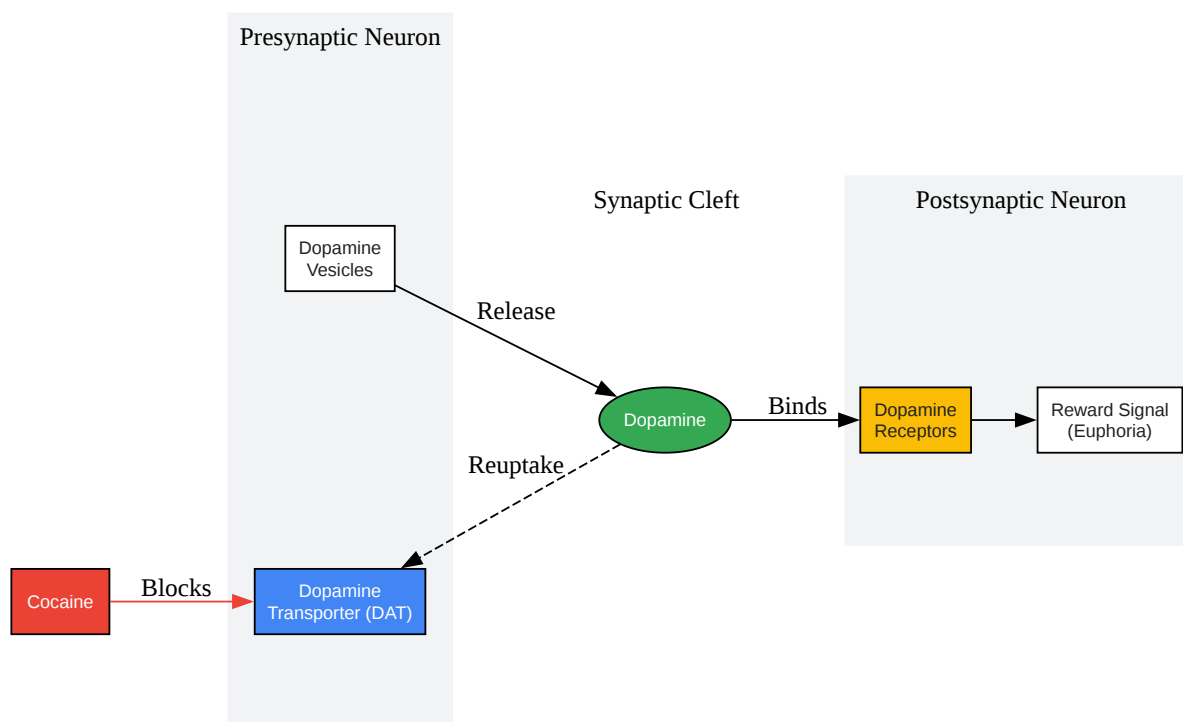 Presynaptic Neuron
Synaptic Cleft
Postsynaptic Neuron
Dopamine
Vesicles
Release
Dopamine
Binds
Dopamine
Receptors
Reward Signal
(Euphoria)
Reuptake
Cocaine
Blocks
Dopamine
Transporter (DAT)